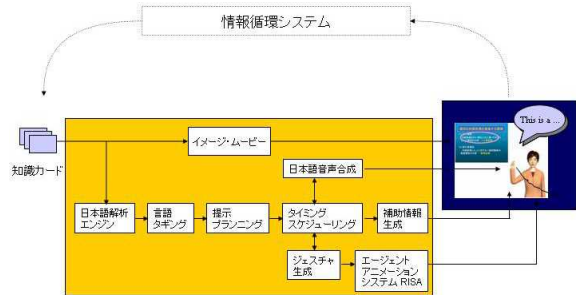 情報循環システム
This is a ...
知識カード
イメージ・ムービー
日本語音声合成
日本語解析
エンジン
言語
タギング
提示
プランニング
タイミング
スケジューリング
補助情報
生成
ジェスチャ
生成
エージェント
アニメーション
システム RISA